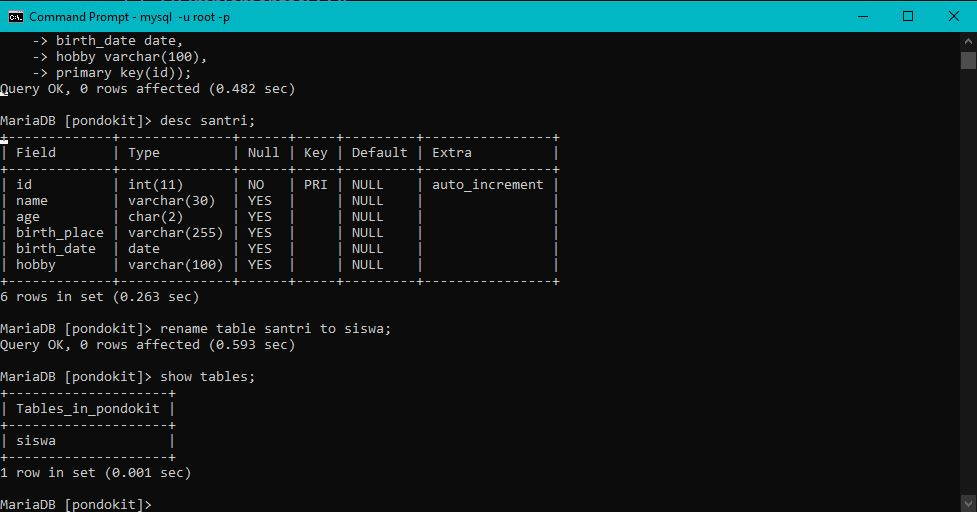 Command Prompt - mysql  -u root -p
    -> birth_date date,
    -> hobby varchar(100),
    -> primary key(id));
Query OK, 0 rows affected (0.482 sec)
MariaDB [pondokit]> desc santri;
+-------------+--------------+------+-----+---------+----------------+
| Field       | Type         | Null | Key | Default | Extra          |
+-------------+--------------+------+-----+---------+----------------+
| id          | int(11)      | NO   | PRI | NULL    | auto_increment |
| name        | varchar(30)  | YES  |     | NULL    |                |
| age         | char(2)      | YES  |     | NULL    |                |
| birth_place | varchar(255) | YES  |     | NULL    |                |
| birth_date  | date         | YES  |     | NULL    |                |
| hobby       | varchar(100) | YES  |     | NULL    |                |
+-------------+--------------+------+-----+---------+----------------+
6 rows in set (0.263 sec)
MariaDB [pondokit]> rename table santri to siswa;
Query OK, 0 rows affected (0.593 sec)
MariaDB [pondokit]> show tables;
+--------------------+
| Tables_in_pondokit |
+--------------------+
| siswa              |
+--------------------+
1 row in set (0.001 sec)
MariaDB [pondokit]>